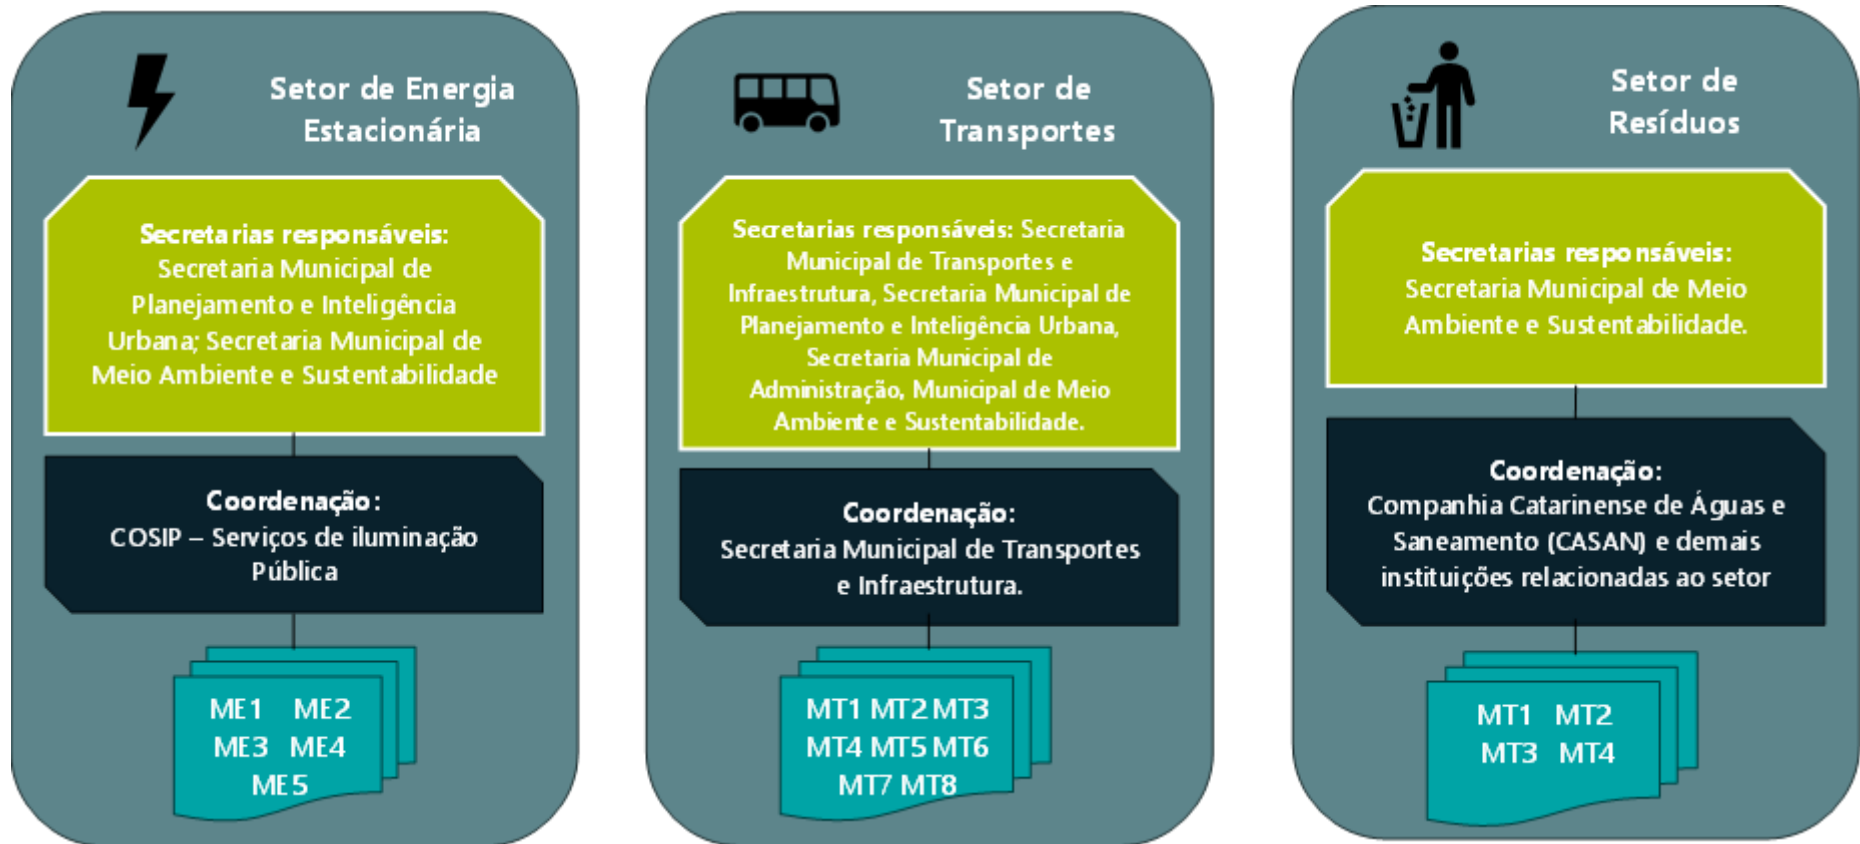 Setor de Energia
Estacionária
Secretarias responsáveis:
Secretaria Municipal de
Planejamento e Inteligência
Urbana; Secretaria Municipal de
Meio Ambiente e Sustentabilidade
Coordenação:
COSIP – Serviços de iluminação
Pública
ME1 ME2
ME3 ME4
ME5
Setor de
Transportes
Secretarias responsáveis: Secretaria
Municipal de Transportes e
Infraestrutura, Secretaria Municipal de
Planejamento e Inteligência Urbana,
Secretaria Municipal de
Administração, Municipal de Meio
Ambiente e Sustentabilidade.
Coordenação:
Secretaria Municipal de Transportes
e Infraestrutura.
MT1 MT2 MT3
MT4 MT5 MT6
MT7 MT8
Setor de
Resíduos
Secretarias responsáveis:
Secretaria Municipal de Meio
Ambiente e Sustentabilidade.
Coordenação:
Companhia Catarinense de Águas e
Saneamento (CASAN) e demais
instituições relacionadas ao setor
MT1 MT2
MT3 MT4